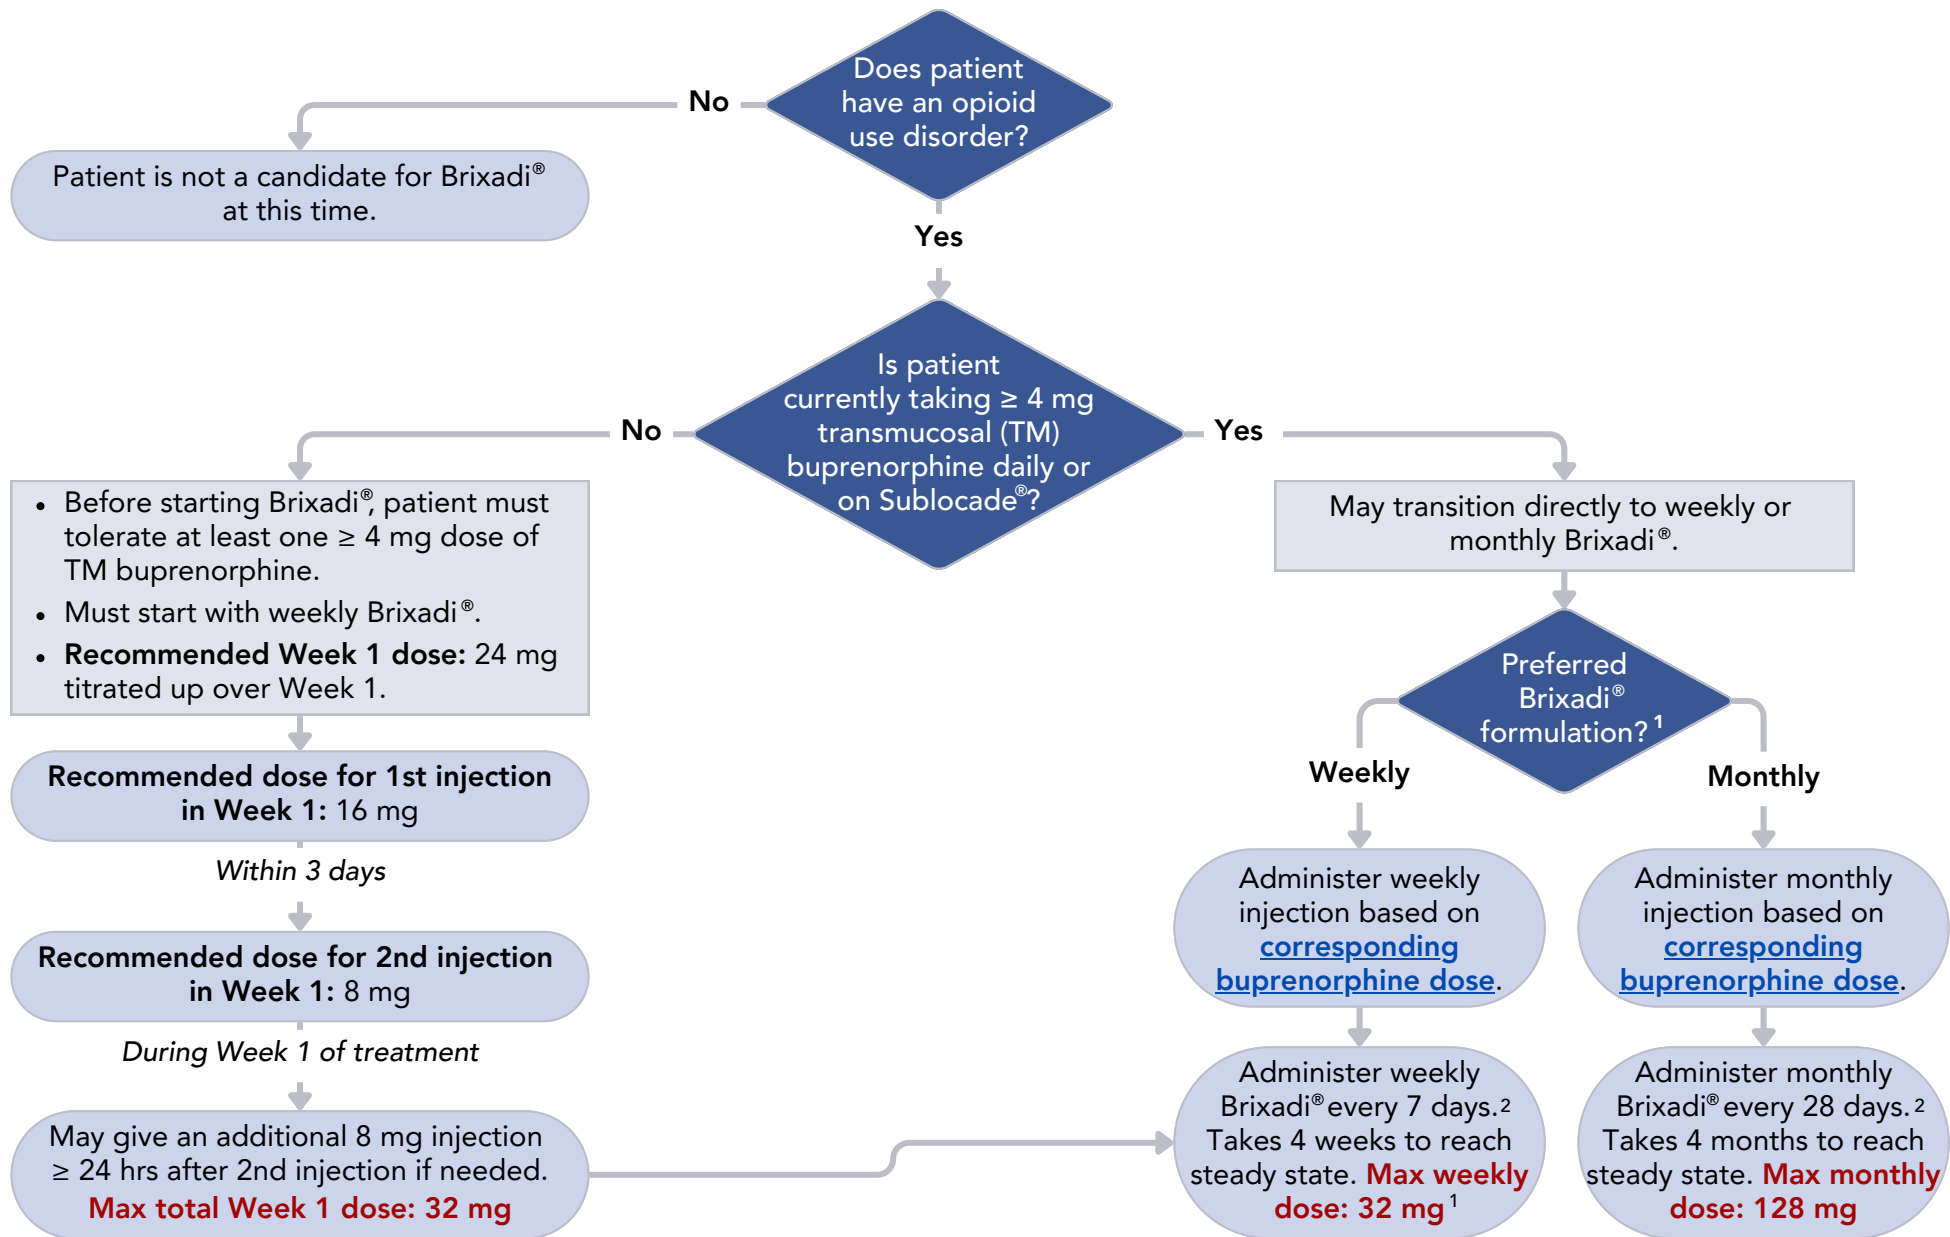 Does patient
have an opioid
use disorder?
No
Patient is not a candidate for Brixadi®
at this time.
Yes
Is patient
currently taking ≥ 4 mg
transmucosal (TM)
buprenorphine daily or
on Sublocade®?
No
• Before starting Brixadi®, patient must
tolerate at least one ≥ 4 mg dose of
TM buprenorphine.
• Must start with weekly Brixadi®.
• Recommended Week 1 dose: 24 mg
titrated up over Week 1.
Recommended dose for 1st injection
in Week 1: 16 mg
Within 3 days
Recommended dose for 2nd injection
in Week 1: 8 mg
During Week 1 of treatment
May give an additional 8 mg injection
≥ 24 hrs after 2nd injection if needed.
Max total Week 1 dose: 32 mg
Yes
May transition directly to weekly or
monthly Brixadi®.
Preferred
Brixadi®
formulation?1
Weekly
Administer weekly
injection based on
corresponding
buprenorphine dose.
Administer weekly
Brixadi® every 7 days.2
Takes 4 weeks to reach
steady state. Max weekly
dose: 32 mg1
Monthly
Administer monthly
injection based on
corresponding
buprenorphine dose.
Administer monthly
Brixadi® every 28 days.2
Takes 4 months to reach
steady state. Max monthly
dose: 128 mg